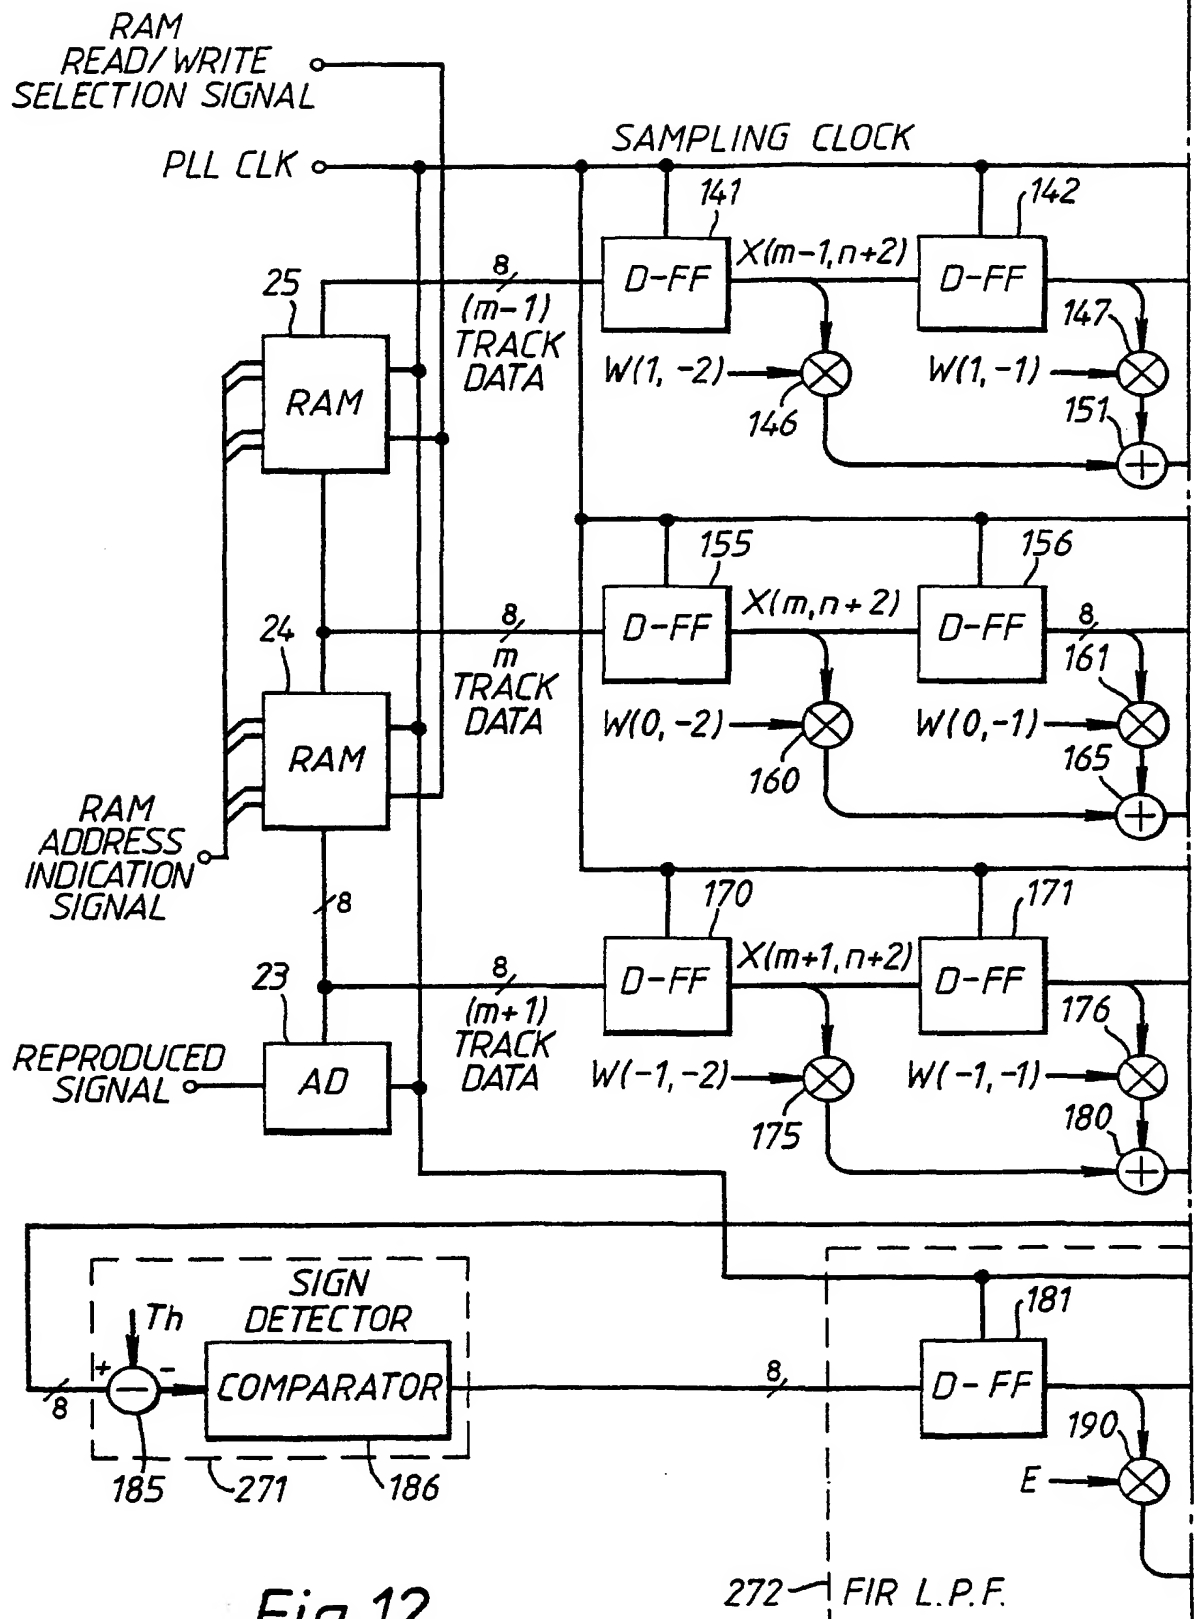 RAM
READ/WRITE
SELECTION SIGNAL
PLL CLK
SAMPLING CLOCK
141
142
25
8
(m-1)
TRACK
DATA
D-FF
X(m-1,n+2)
D-FF
147
RAM
W(1,-2)
146
W(1,-1)
151
155
156
24
8
m
TRACK
DATA
D-FF
X(m,n+2)
D-FF
8
161
RAM
W(0,-2)
160
W(0,-1)
165
RAM
ADDRESS
INDICATION
SIGNAL
8
170
171
23
8
(m+1)
TRACK
DATA
D-FF
X(m+1,n+2)
D-FF
176
REPRODUCED
SIGNAL
AD
W(-1,-2)
175
W(-1,-1)
180
SIGN
DETECTOR
Th
+
-
8
COMPARATOR
8
181
D-FF
190
E
185
271
186
272
FIR L.P.F.
Fig.12